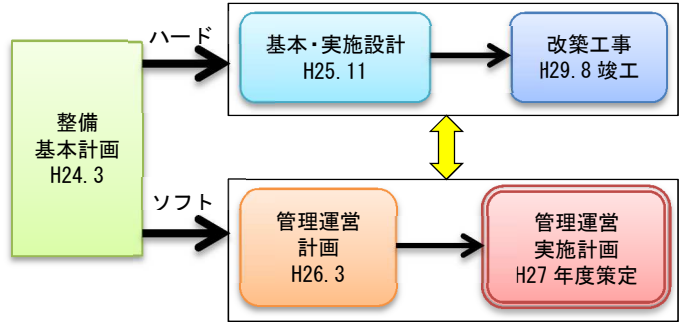 整備
基本計画
H24.3
ハード
基本・実施設計
H25.11
改築工事
H29.8 竣工
ソフト
管理運営
計画
H26.3
管理運営
実施計画
H27 年度策定